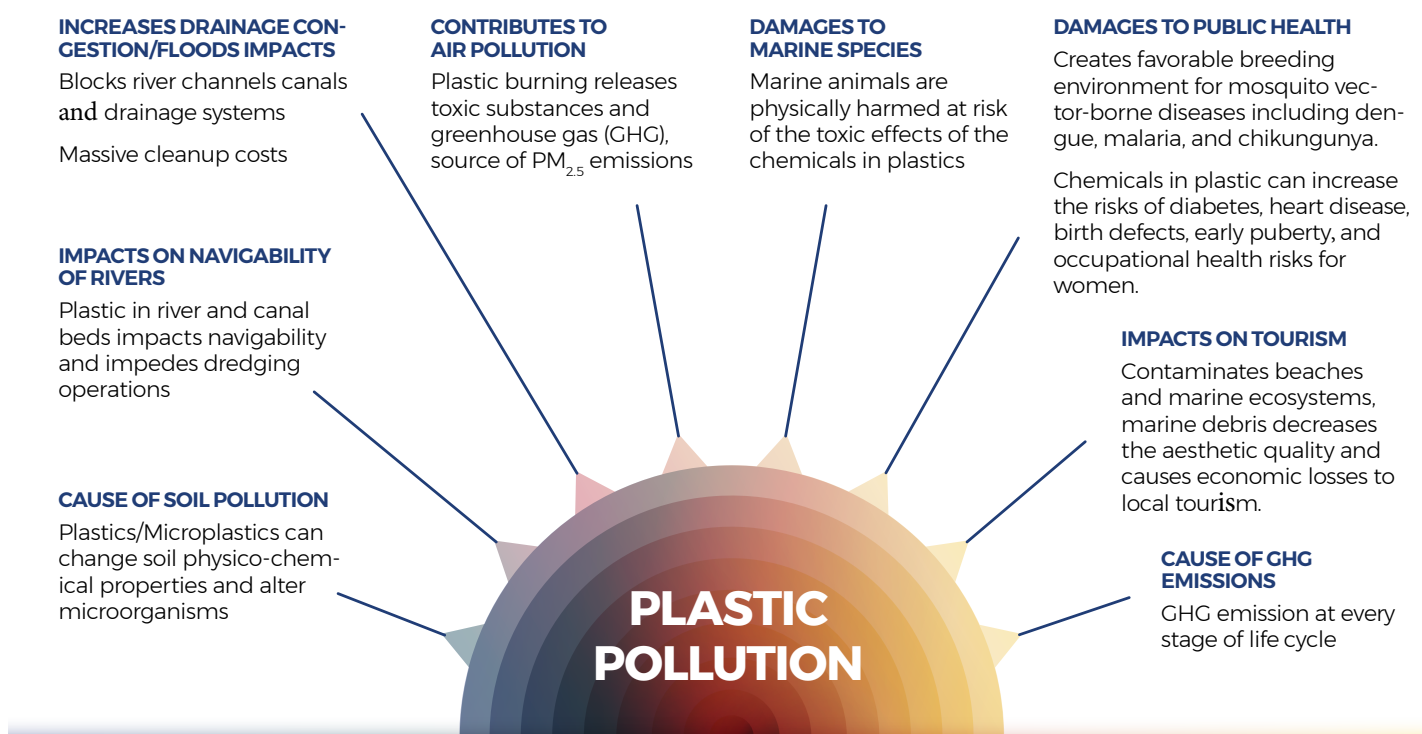 INCREASES DRAINAGE CON-
GESTION/FLOODS IMPACTS
Blocks river channels canals
and drainage systems
Massive cleanup costs
CONTRIBUTES TO
AIR POLLUTION
Plastic burning releases
toxic substances and
greenhouse gas (GHG),
source of PM2.5 emissions
DAMAGES TO
MARINE SPECIES
Marine animals are
physically harmed at risk
of the toxic effects of the
chemicals in plastics
DAMAGES TO PUBLIC HEALTH
Creates favorable breeding
environment for mosquito vec-
tor-borne diseases including den-
gue, malaria, and chikungunya.
Chemicals in plastic can increase
the risks of diabetes, heart disease,
birth defects, early puberty, and
occupational health risks for
women.
IMPACTS ON NAVIGABILITY
OF RIVERS
Plastic in river and canal
beds impacts navigability
and impedes dredging
operations
IMPACTS ON TOURISM
Contaminates beaches
and marine ecosystems,
marine debris decreases
the aesthetic quality and
causes economic losses to
local tourism.
CAUSE OF SOIL POLLUTION
Plastics/Microplastics can
change soil physico-chem-
ical properties and alter
microorganisms
CAUSE OF GHG
EMISSIONS
GHG emission at every
stage of life cycle
PLASTIC
POLLUTION